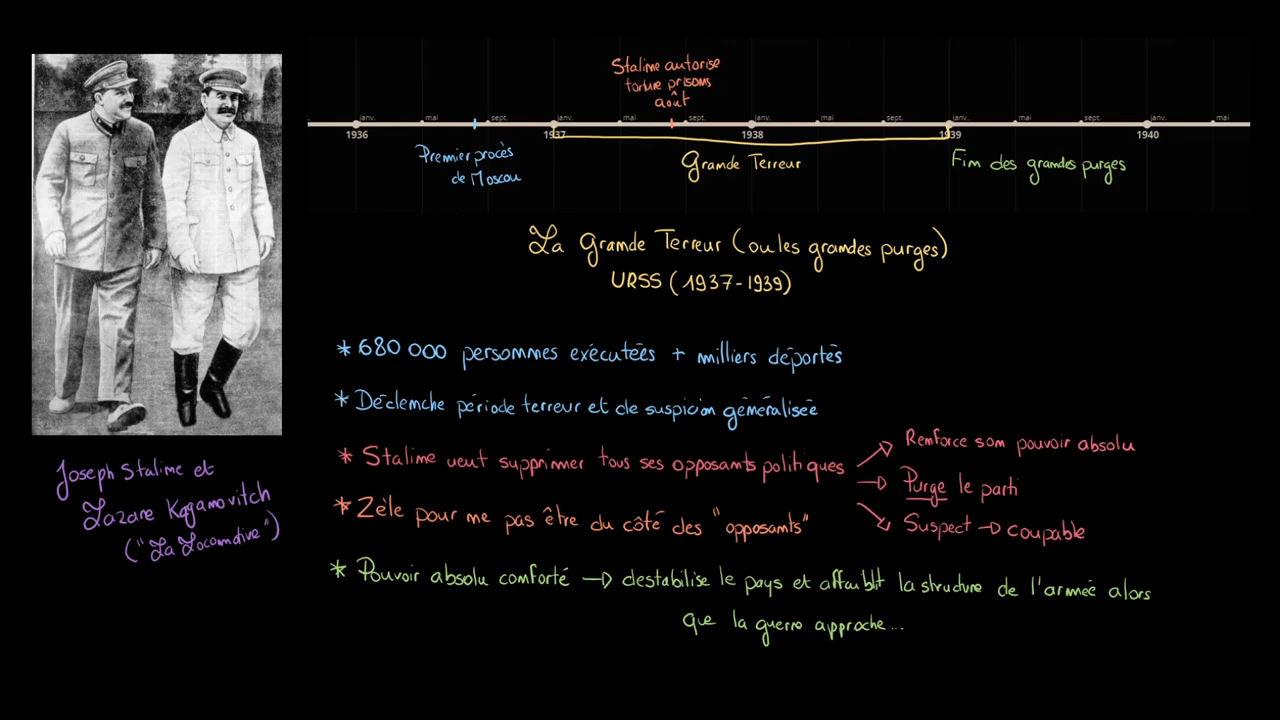 Staline autorise
torture prisons
août
janv. mai sept. janv. mai sept. janv. mai sept. janv. mai sept. janv. mai
1936 1937 1938 1939 1940
Premier procès
de Moscou
Grande Terreur
Fim des grandes purges
La Grande Terreur (ou les grandes purges)
URSS (1937-1939)
* 680 000 personnes exécutées + milliers déportés
* Déclenche période terreur et de suspicion généralisée
* Staline veut supprimer tous ses opposants politiques
→ Renforce son pouvoir absolu
→ Purge le parti
→ Suspect → coupable
* Zèle pour ne pas être du côté des "opposants"
* Pouvoir absolu conforté → destabilise le pays et affaiblit la structure de l'armée alors
que la guerre approche...
Joseph Staline et
Lazare Kaganovitch
("La Locomotive")